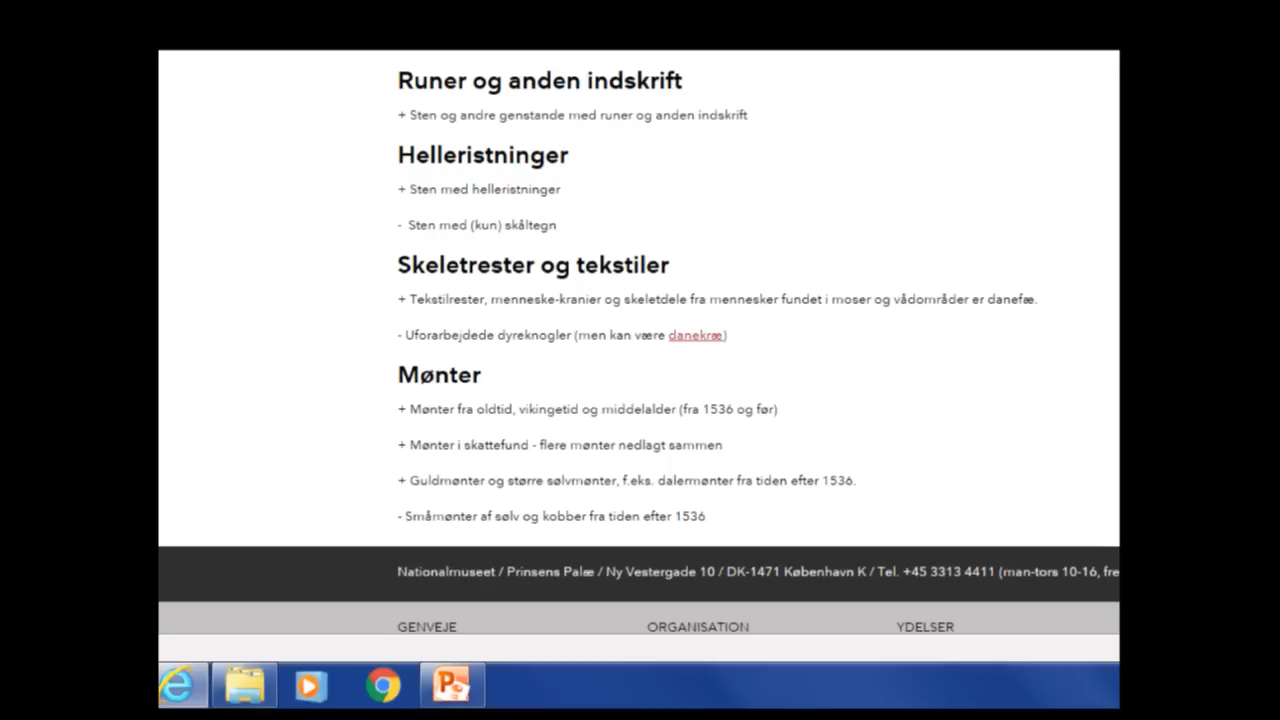 Runer og anden indskrift
+ Sten og andre genstande med runer og anden indskrift
Helleristninger
+ Sten med helleristninger
- Sten med (kun) skåltegn
Skeletrester og tekstiler
+ Tekstilrester, menneske-kranier og skeletdele fra mennesker fundet i moser og vådområder er danefæ.
- Uforarbejdede dyreknogler (men kan være danekræ)
Mønter
+ Mønter fra oldtid, vikingetid og middelalder (fra 1536 og før)
+ Mønter i skattefund - flere mønter nedlagt sammen
+ Guldmønter og større sølvmønter, f.eks. dalermønter fra tiden efter 1536.
- Småmønter af sølv og kobber fra tiden efter 1536
Nationalmuseet / Prinsens Palæ / Ny Vestergade 10 / DK-1471 København K / Tel. +45 3313 4411 (man-tors 10-16, fre
GENVEJE ORGANISATION YDELSER